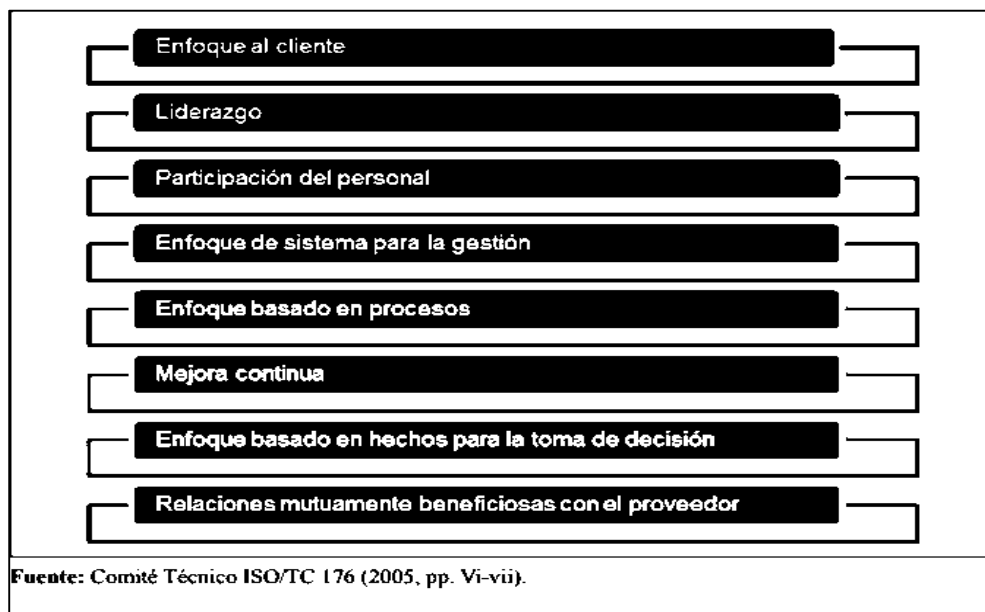 Enfoque al cliente
Liderazgo
Participación del personal
Enfoque de sistema para la gestión
Enfoque basado en procesos
Mejora continua
Enfoque basado en hechos para la toma de decisión
Relaciones mutuamente beneficiosas con el proveedor
Fuente: Comité Técnico ISO/TC 176 (2005, pp. Vi-vii).